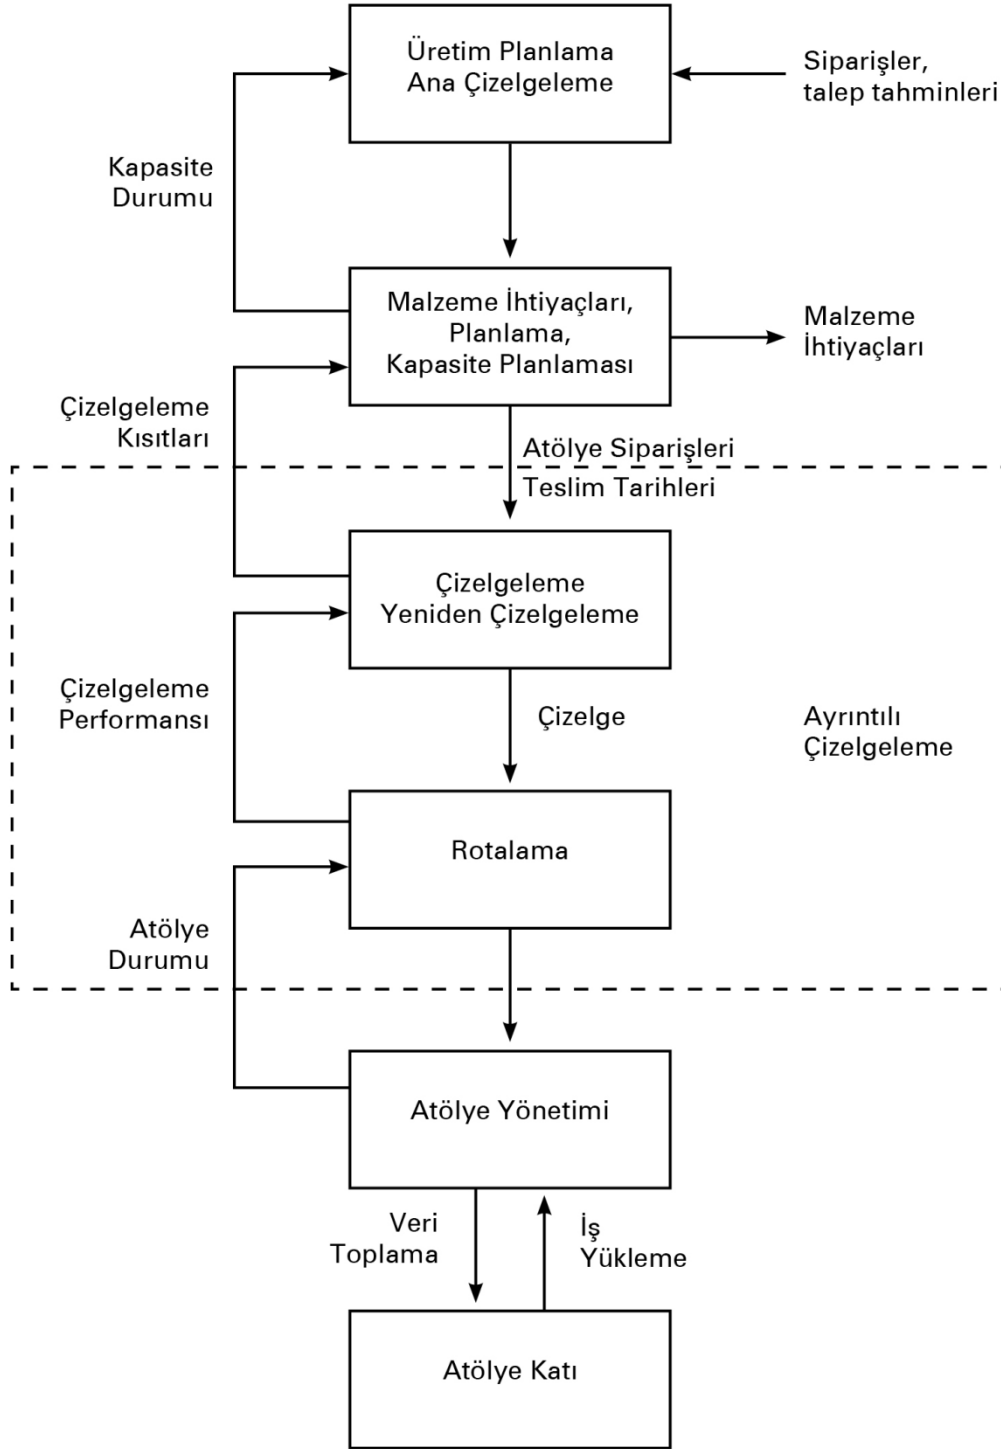 Üretim Planlama
Ana Çizelgeleme
Siparişler,
talep tahminleri
Kapasite
Durumu
Malzeme İhtiyaçları,
Planlama,
Kapasite Planlaması
Malzeme
İhtiyaçları
Çizelgeleme
Kısıtları
Atölye Siparişleri
Teslim Tarihleri
Çizelgeleme
Yeniden Çizelgeleme
Çizelgeleme
Performansı
Çizelge
Ayrıntılı
Çizelgeleme
Rotalama
Atölye
Durumu
Atölye Yönetimi
Veri
Toplama
İş
Yükleme
Atölye Katı